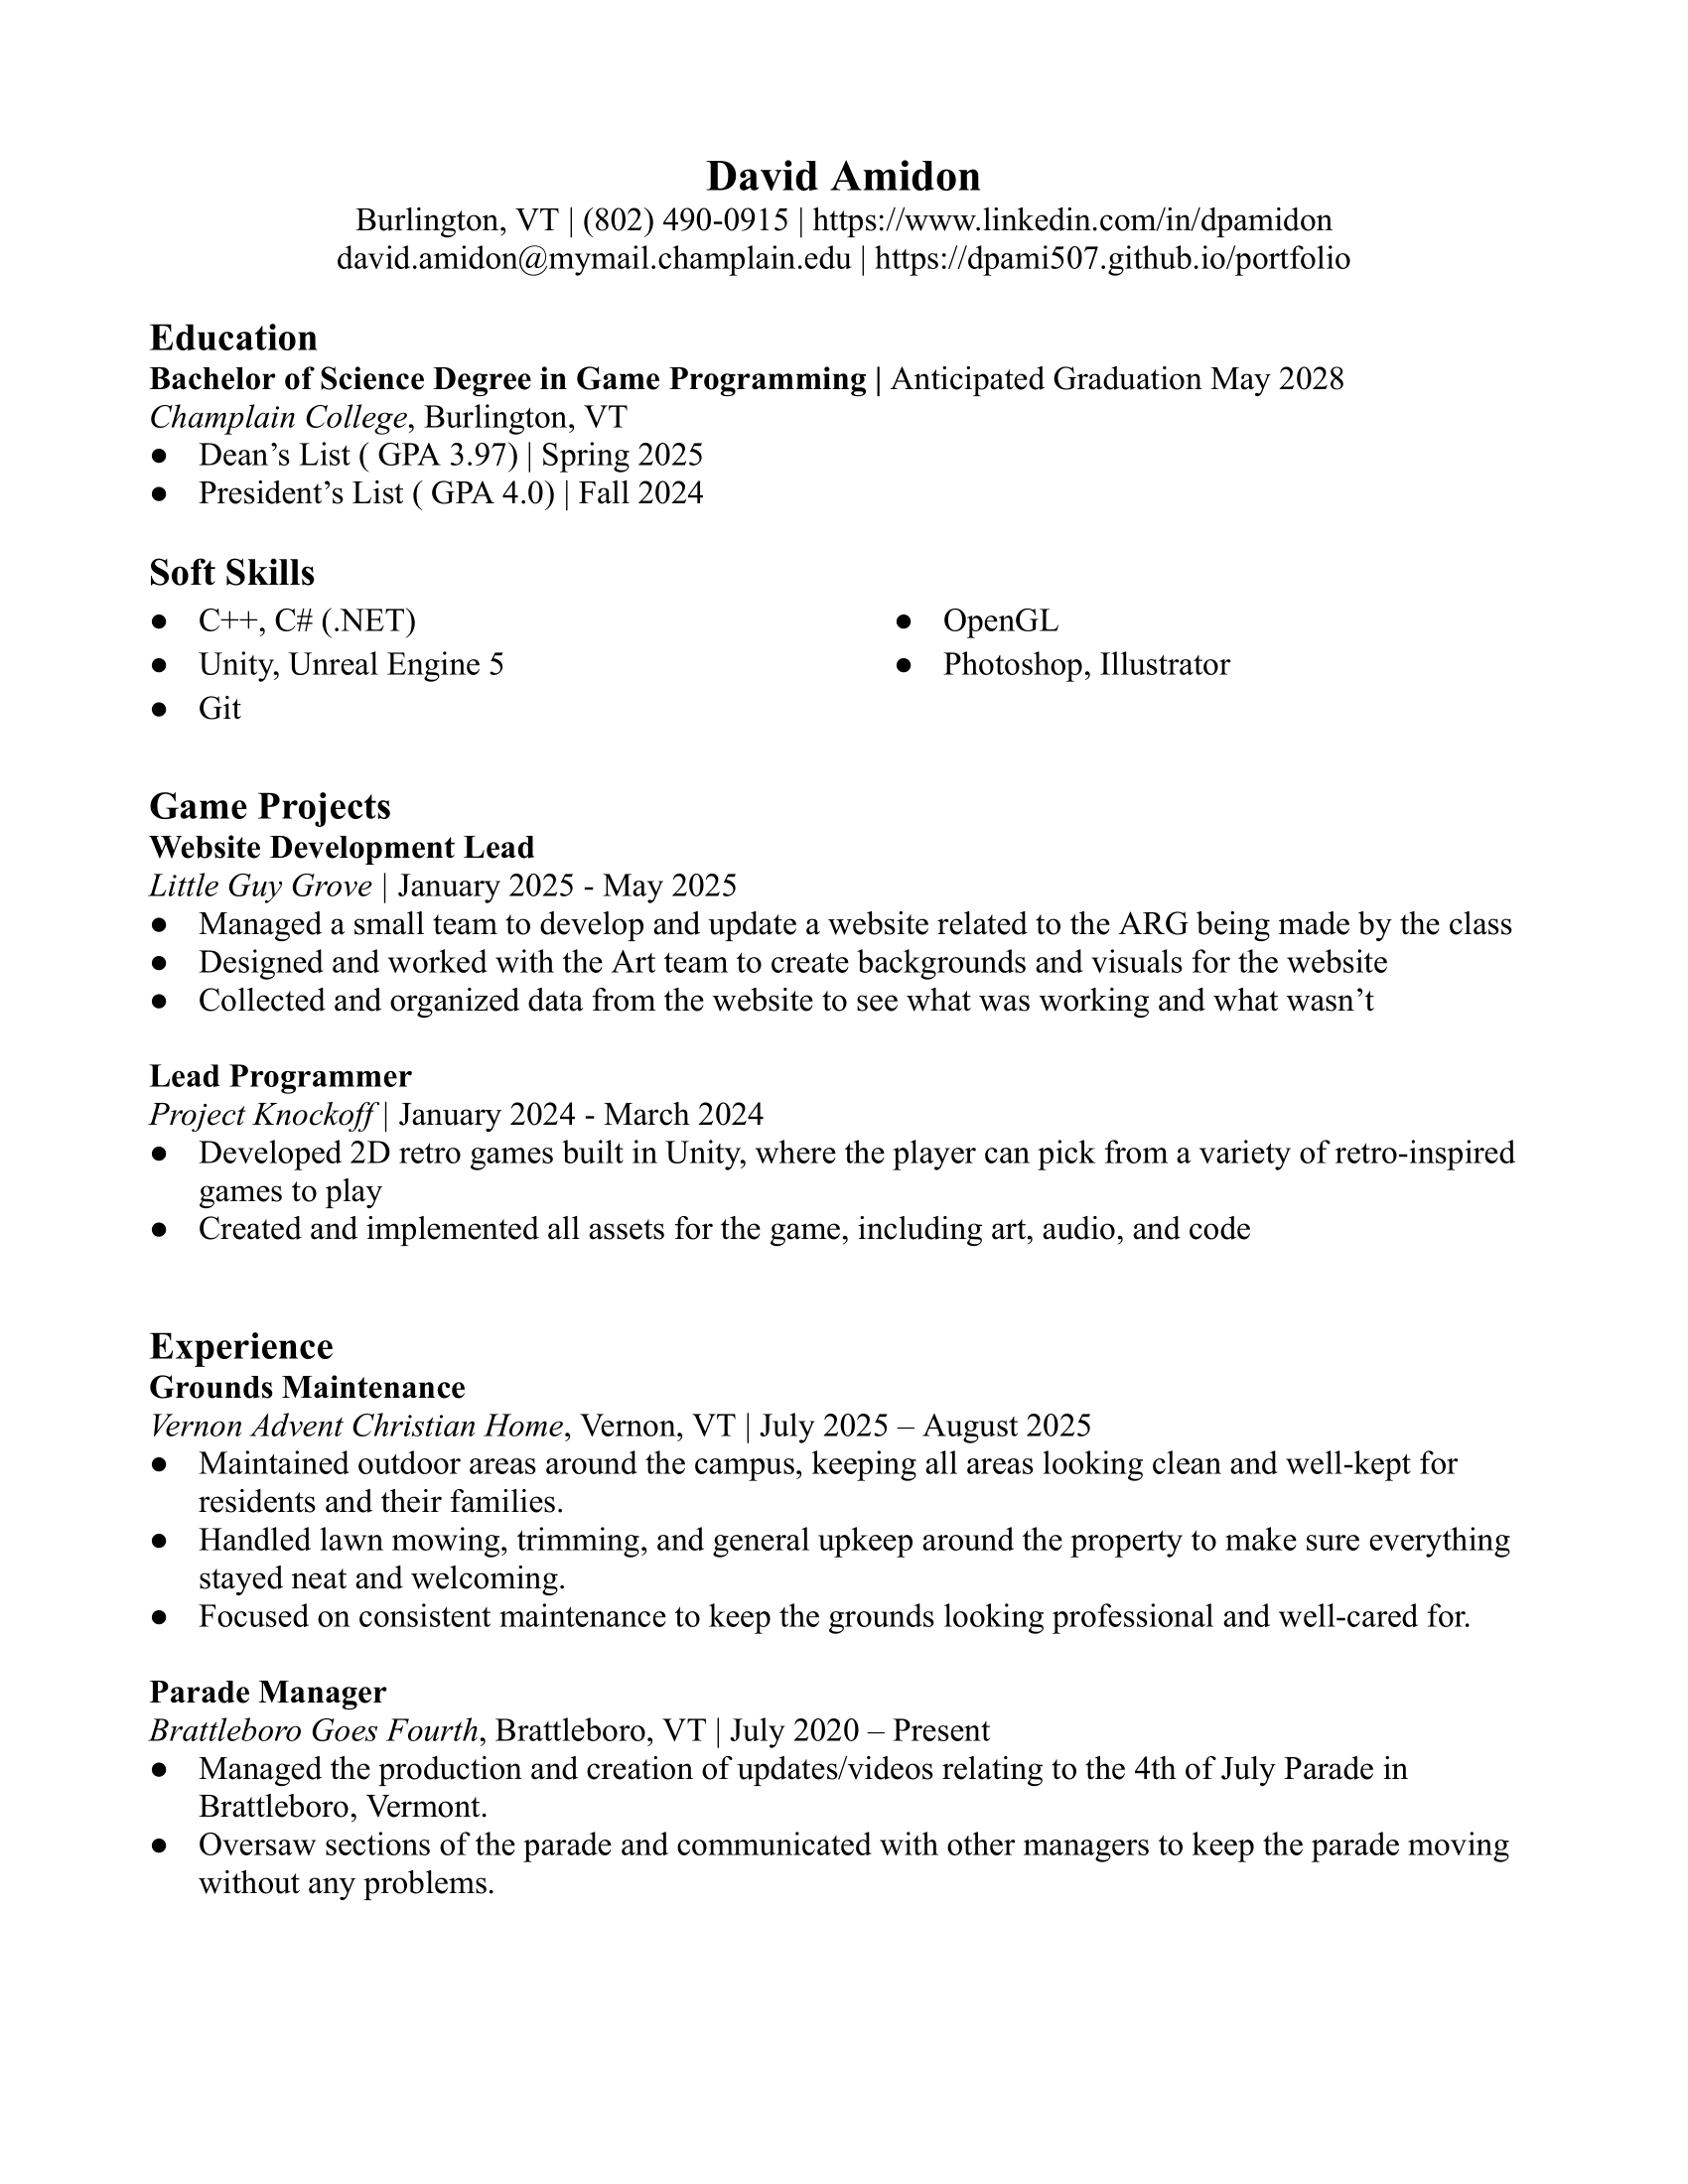 David Amidon
Burlington, VT | (802) 490-0915 | https://www.linkedin.com/in/dpamidon
david.amidon@mymail.champlain.edu | https://dpami507.github.io/portfolio
Education
Bachelor of Science Degree in Game Programming | Anticipated Graduation May 2028
Champlain College, Burlington, VT
● Dean’s List ( GPA 3.97) | Spring 2025
● President’s List ( GPA 4.0) | Fall 2024
Soft Skills
● C++, C# (.NET)
● Unity, Unreal Engine 5
● Git
● OpenGL
● Photoshop, Illustrator
Game Projects
Website Development Lead
Little Guy Grove | January 2025 - May 2025
● Managed a small team to develop and update a website related to the ARG being made by the class
● Designed and worked with the Art team to create backgrounds and visuals for the website
● Collected and organized data from the website to see what was working and what wasn’t
Lead Programmer
Project Knockoff | January 2024 - March 2024
● Developed 2D retro games built in Unity, where the player can pick from a variety of retro-inspired
games to play
● Created and implemented all assets for the game, including art, audio, and code
Experience
Grounds Maintenance
Vernon Advent Christian Home, Vernon, VT | July 2025 – August 2025
● Maintained outdoor areas around the campus, keeping all areas looking clean and well-kept for
residents and their families.
● Handled lawn mowing, trimming, and general upkeep around the property to make sure everything
stayed neat and welcoming.
● Focused on consistent maintenance to keep the grounds looking professional and well-cared for.
Parade Manager
Brattleboro Goes Fourth, Brattleboro, VT | July 2020 – Present
● Managed the production and creation of updates/videos relating to the 4th of July Parade in
Brattleboro, Vermont.
● Oversaw sections of the parade and communicated with other managers to keep the parade moving
without any problems.